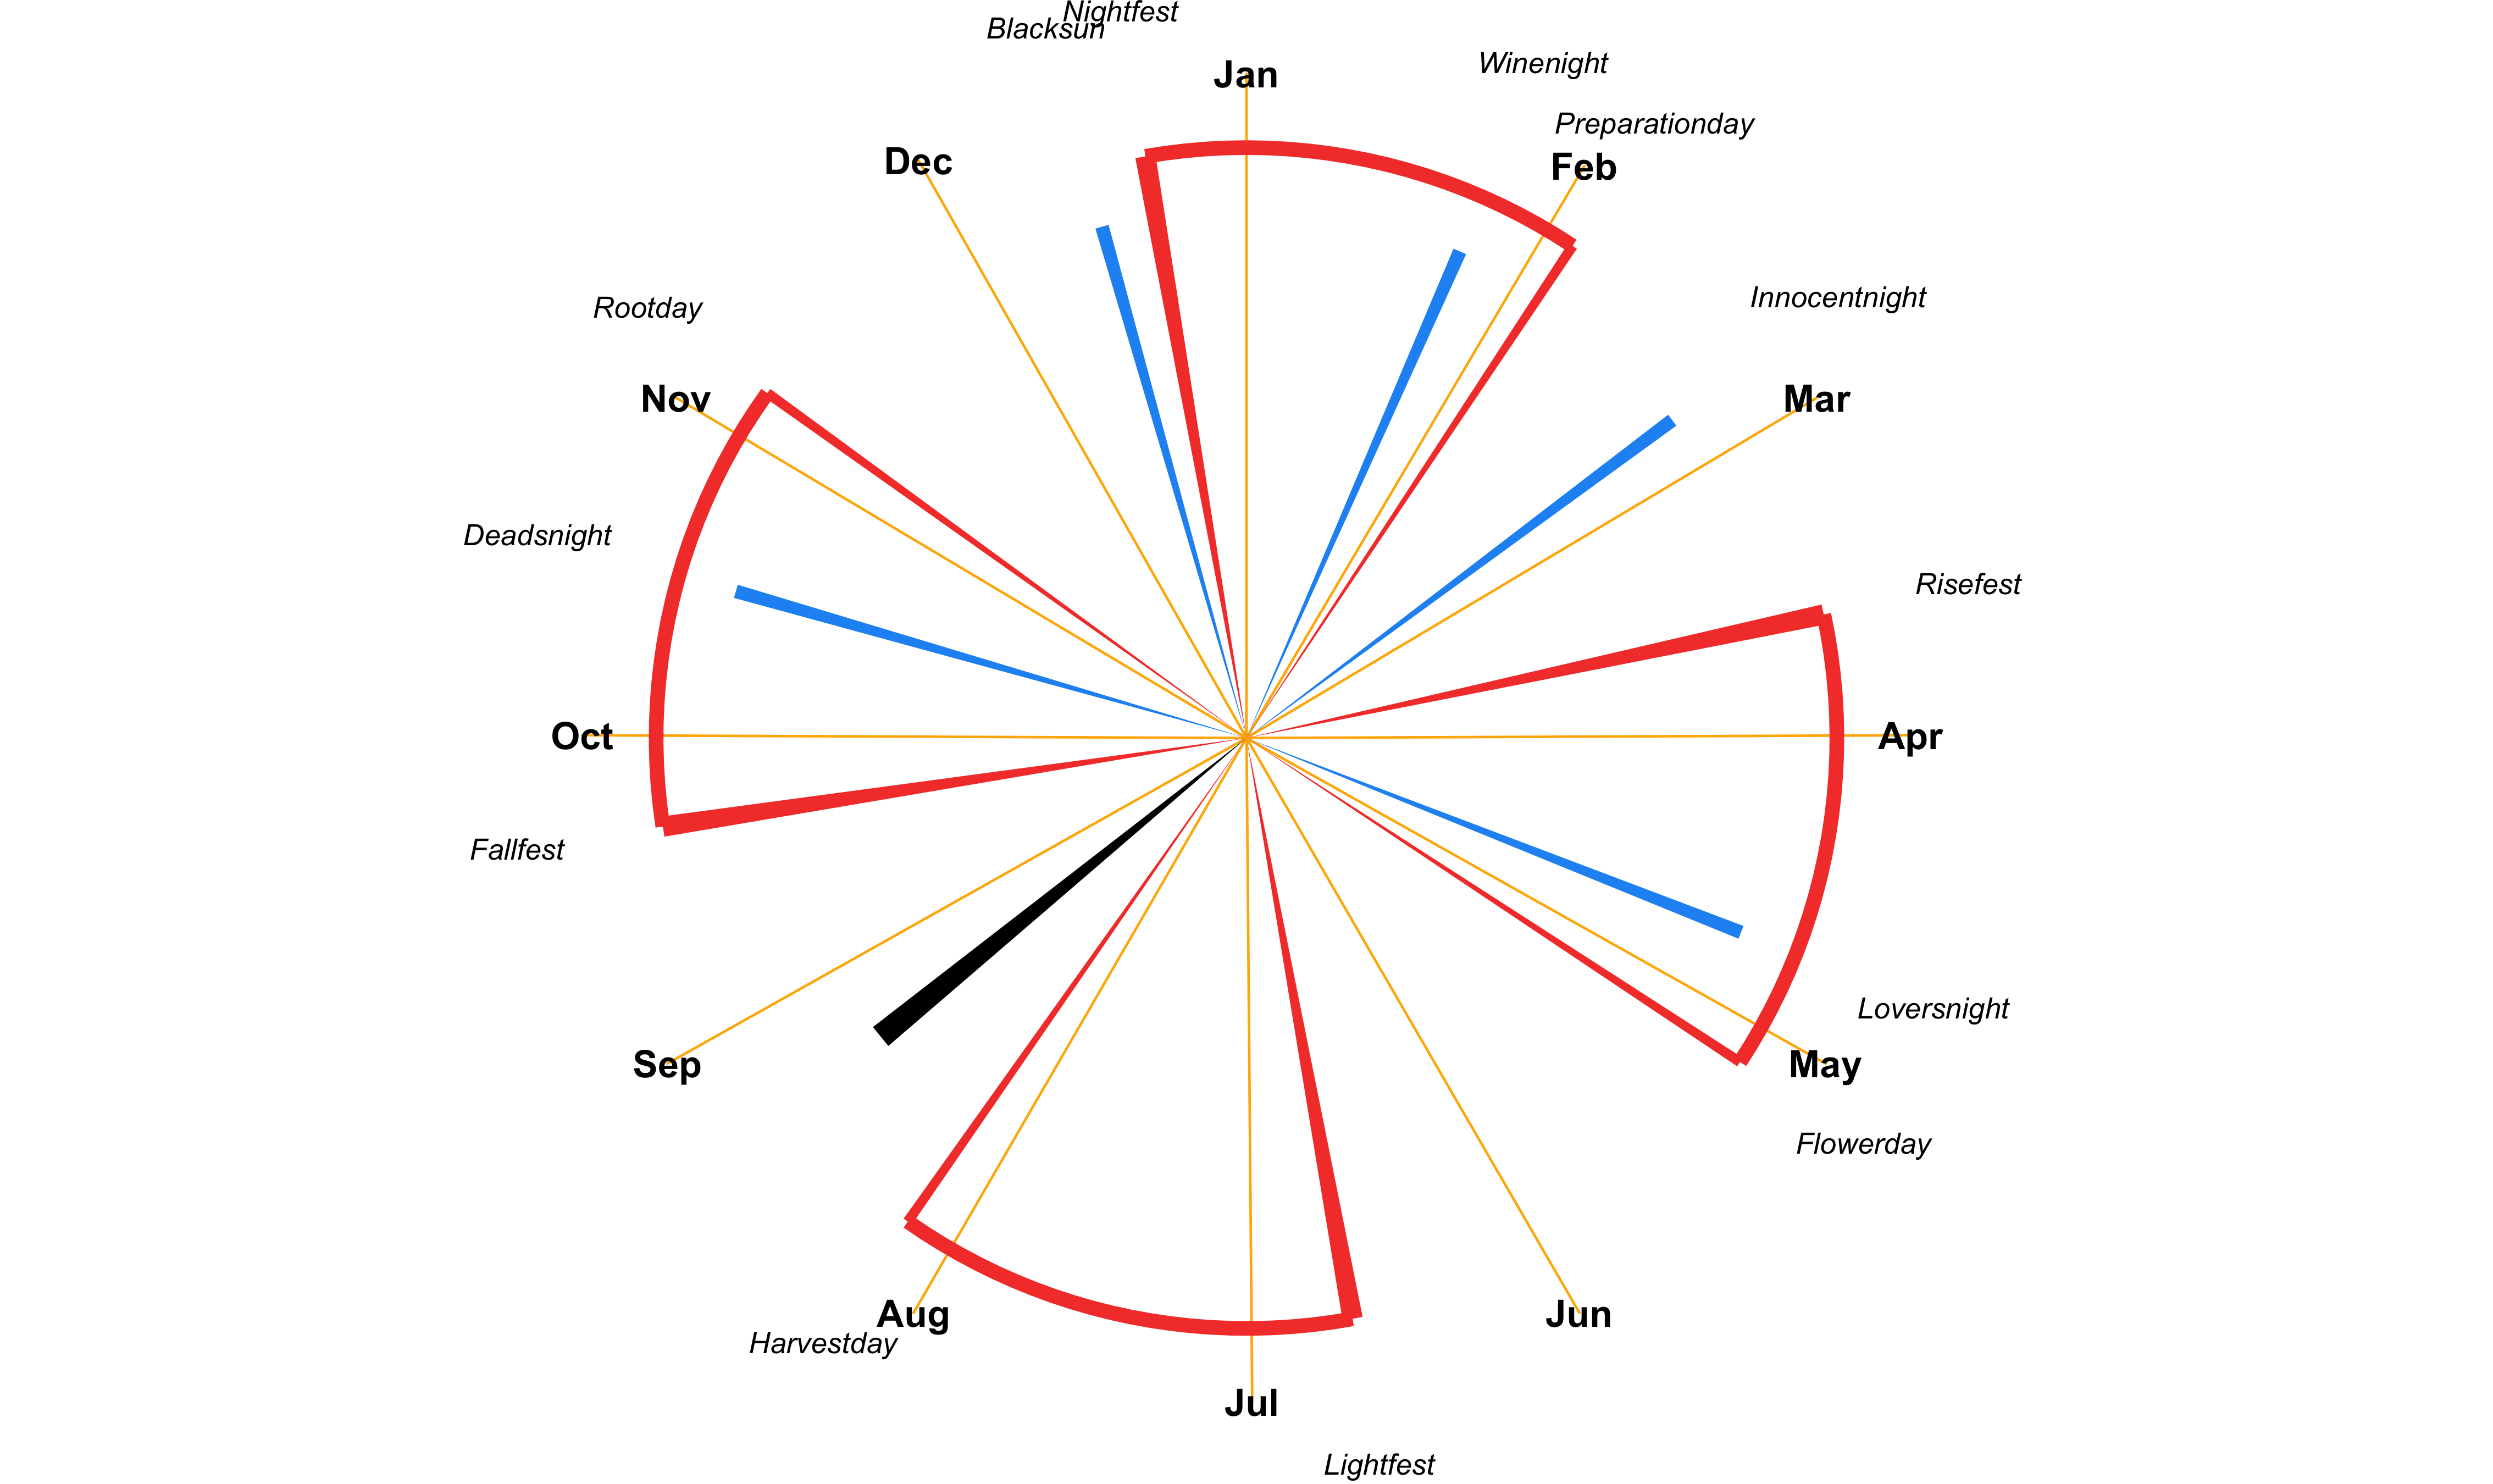 Nightfest
Blacksun
Winenight
Jan
Preparationday
Dec
Feb
Innocentnight
Rootday
Nov
Mar
Deadsnight
Risefest
Oct
Apr
Fallfest
Loversnight
Sep
May
Flowerday
Aug
Jun
Harvestday
Jul
Lightfest